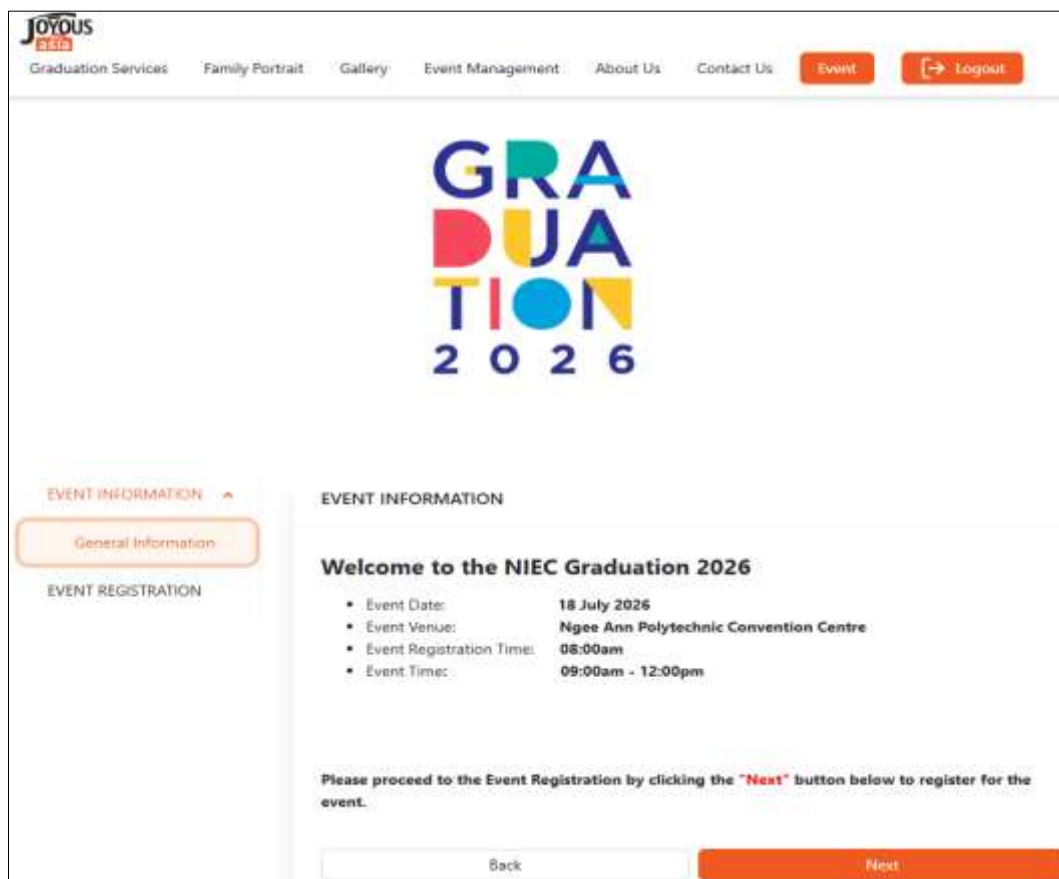 JOYOUS
asia
Graduation Services Family Portrait Gallery Event Management About Us Contact Us Event Logout
GRA
DUA
TION
2026
EVENT INFORMATION
General Information
EVENT REGISTRATION
EVENT INFORMATION
Welcome to the NIEC Graduation 2026
• Event Date: 18 July 2026
• Event Venue: Ngee Ann Polytechnic Convention Centre
• Event Registration Time: 08:00am
• Event Time: 09:00am - 12:00pm
Please proceed to the Event Registration by clicking the "Next" button below to register for the
event.
Back Next